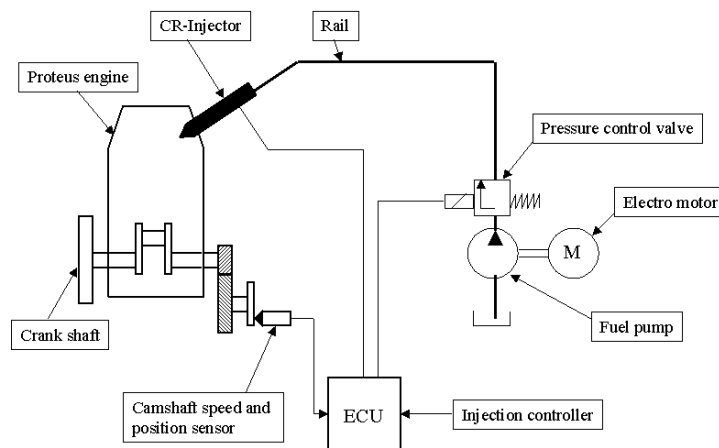 CR-Injector
Rail
Proteus engine
Pressure control valve
Electro motor
M
Fuel pump
Crank shaft
Camshaft speed and
position sensor
ECU
Injection controller